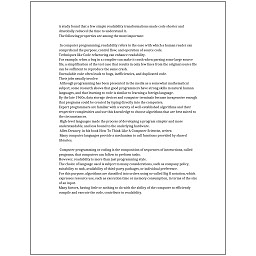 A study found that a few simple readability transformations made code shorter and
drastically reduced the time to understand it.
The following properties are among the most important:

In computer programming, readability refers to the ease with which a human reader can
comprehend the purpose, control flow, and operation of source code.
Techniques like Code refactoring can enhance readability.
For example, when a bug in a compiler can make it crash when parsing some large source
file, a simplification of the test case that results in only few lines from the original source file
can be sufficient to reproduce the same crash.
Unreadable code often leads to bugs, inefficiencies, and duplicated code.
Their jobs usually involve:
Although programming has been presented in the media as a somewhat mathematical
subject, some research shows that good programmers have strong skills in natural human
languages, and that learning to code is similar to learning a foreign language.
By the late 1960s, data storage devices and computer terminals became inexpensive enough
that programs could be created by typing directly into the computers.
Expert programmers are familiar with a variety of well-established algorithms and their
respective complexities and use this knowledge to choose algorithms that are best suited to
the circumstances.
High-level languages made the process of developing a program simpler and more
understandable, and less bound to the underlying hardware.
Allen Downey, in his book How To Think Like A Computer Scientist, writes:
Many computer languages provide a mechanism to call functions provided by shared
libraries.

Computer programming or coding is the composition of sequences of instructions, called
programs, that computers can follow to perform tasks.
However, readability is more than just programming style.
The choice of language used is subject to many considerations, such as company policy,
suitability to task, availability of third-party packages, or individual preference.
For this purpose, algorithms are classified into orders using so-called Big O notation, which
expresses resource use, such as execution time or memory consumption, in terms of the size
of an input.
Many factors, having little or nothing to do with the ability of the computer to efficiently
compile and execute the code, contribute to readability.